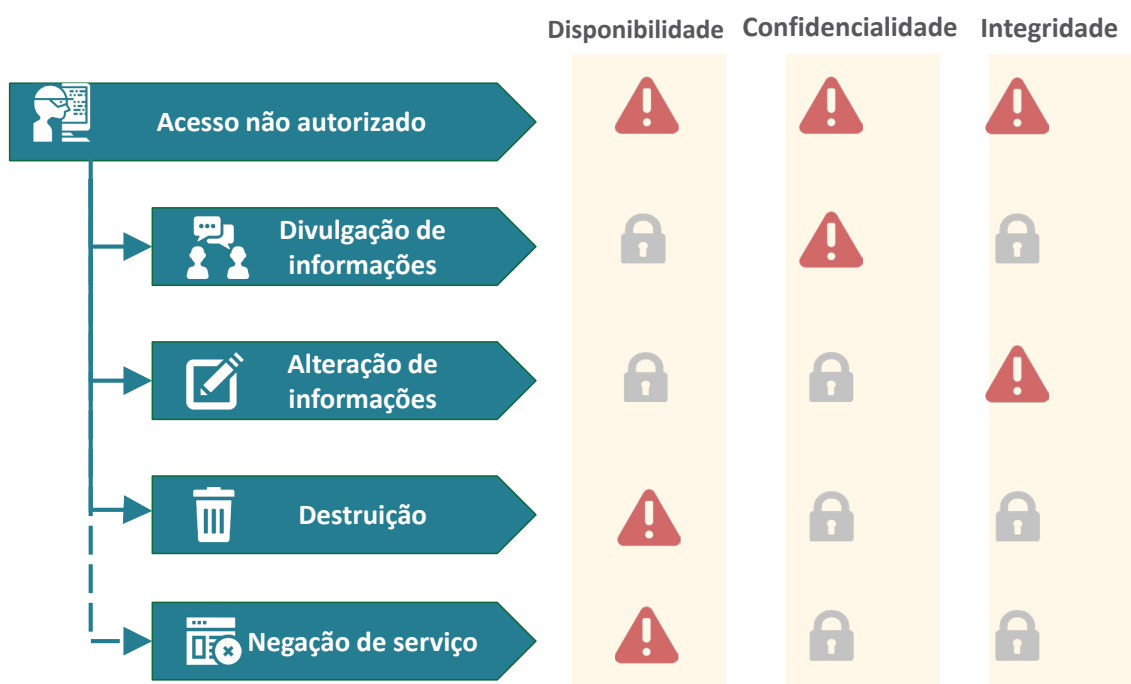 Disponibilidade Confidencialidade Integridade
Acesso não autorizado
Divulgação de
informações
Alteração de
informações
Destruição
Negação de serviço